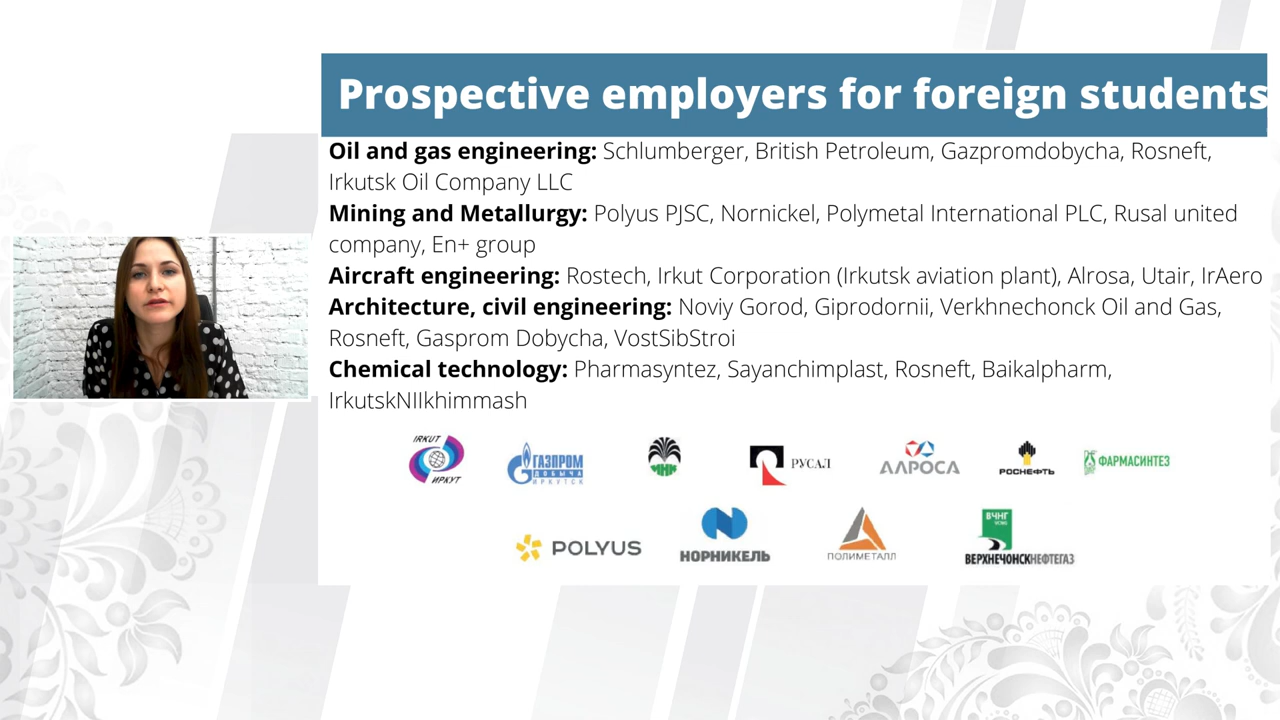 Prospective employers for foreign students
Oil and gas engineering: Schlumberger, British Petroleum, Gazpromdobycha, Rosneft,
Irkutsk Oil Company LLC
Mining and Metallurgy: Polyus PJSC, Nornickel, Polymetal International PLC, Rusal united
company, En+ group
Aircraft engineering: Rostech, Irkut Corporation (Irkutsk aviation plant), Alrosa, Utair, IrAero
Architecture, civil engineering: Noviy Gorod, Giprodornii, Verkhnechonck Oil and Gas,
Rosneft, Gasprom Dobycha, VostSibStroi
Chemical technology: Pharmasyntez, Sayanchimplast, Rosneft, Baikalpharm,
IrkutskNIIkhimmash
IRKUT
ИРКУТ
ГАЗПРОМ
ДОБЫЧА
ИРКУТСК
ИНК
РУСАЛ
АЛРОСА
РОСНЕФТЬ
ФАРМАСИНТЕЗ
POLYUS
НОРНИКЕЛЬ
ПОЛИМЕТАЛЛ
ВЧНГ
ВЕРХНЕЧОНСКНЕФТЕГАЗ